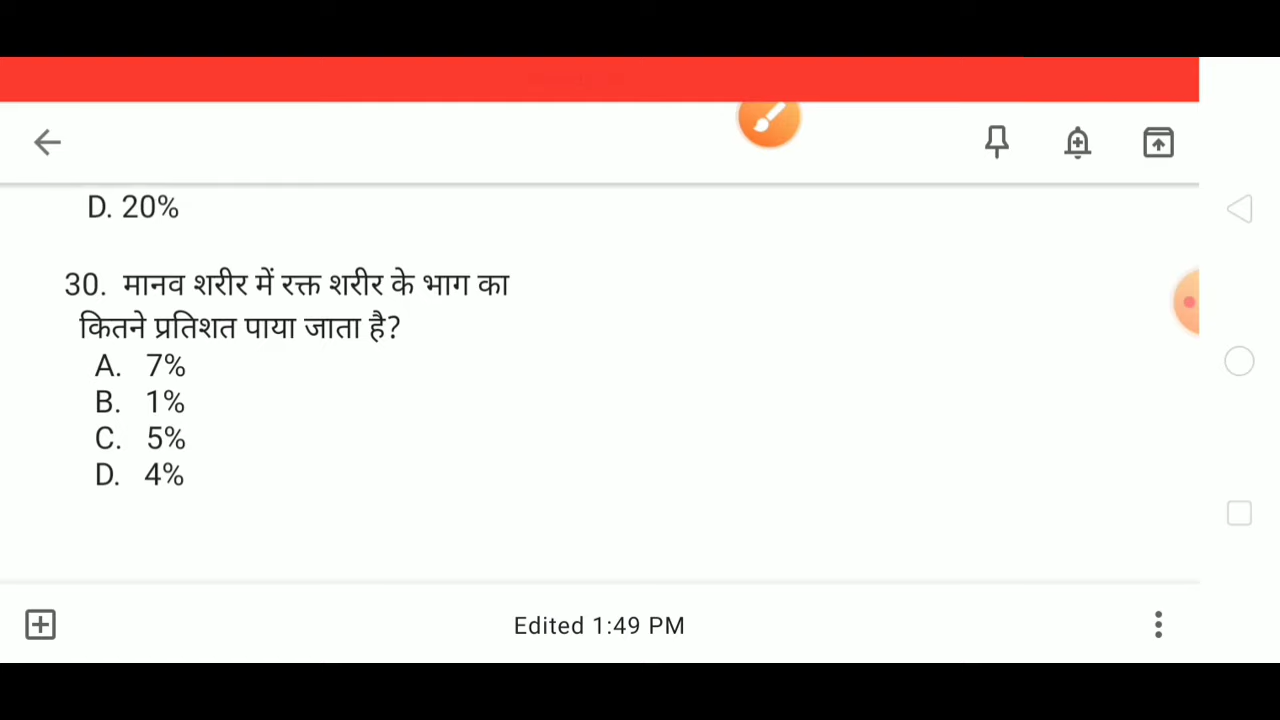 D. 20%
30. मानव शरीर में रक्त शरीर के भाग का
कितने प्रतिशत पाया जाता है?
A. 7%
B. 1%
C. 5%
D. 4%
Edited 1:49 PM